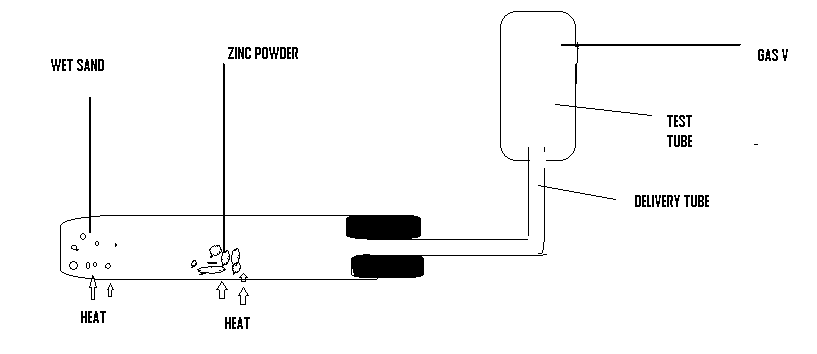 ZINC POWDER
WET SAND
GAS V
TEST
TUBE
DELIVERY TUBE
HEAT
HEAT